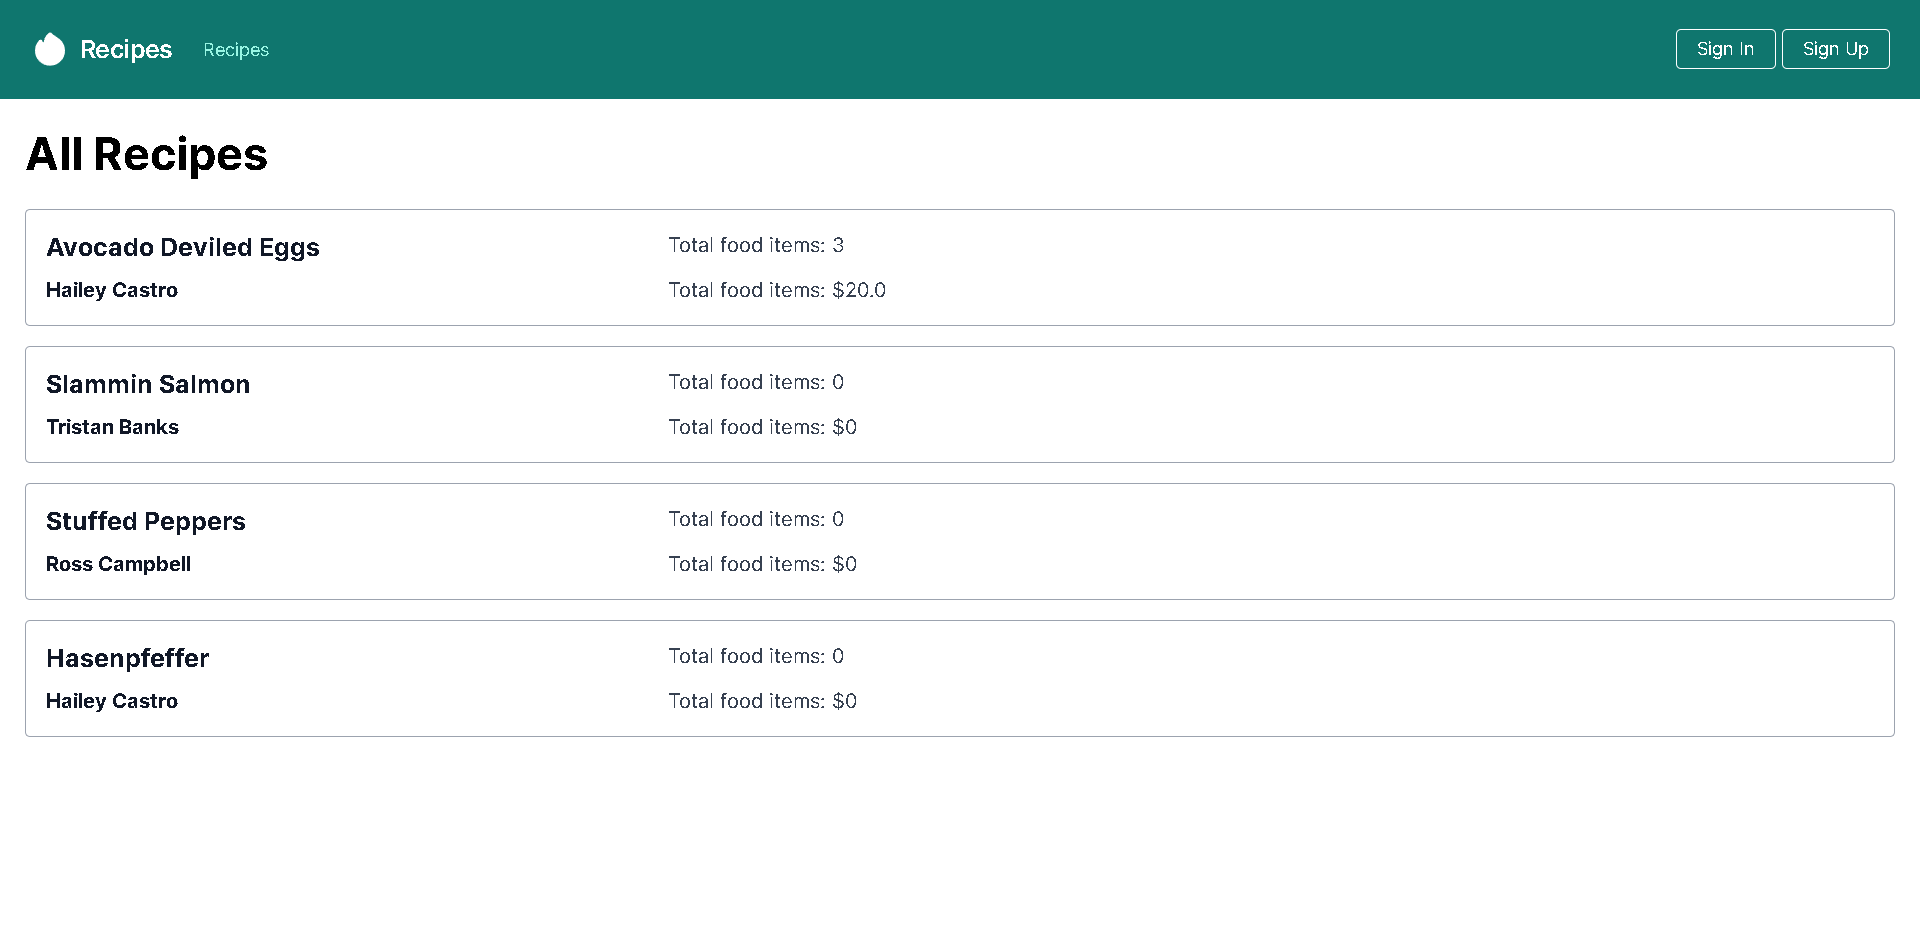 Recipes Recipes Sign In Sign Up
All Recipes
Avocado Deviled Eggs
Total food items: 3
Hailey Castro
Total food items: $20.0
Slammin Salmon
Total food items: 0
Tristan Banks
Total food items: $0
Stuffed Peppers
Total food items: 0
Ross Campbell
Total food items: $0
Hasenpfeffer
Total food items: 0
Hailey Castro
Total food items: $0